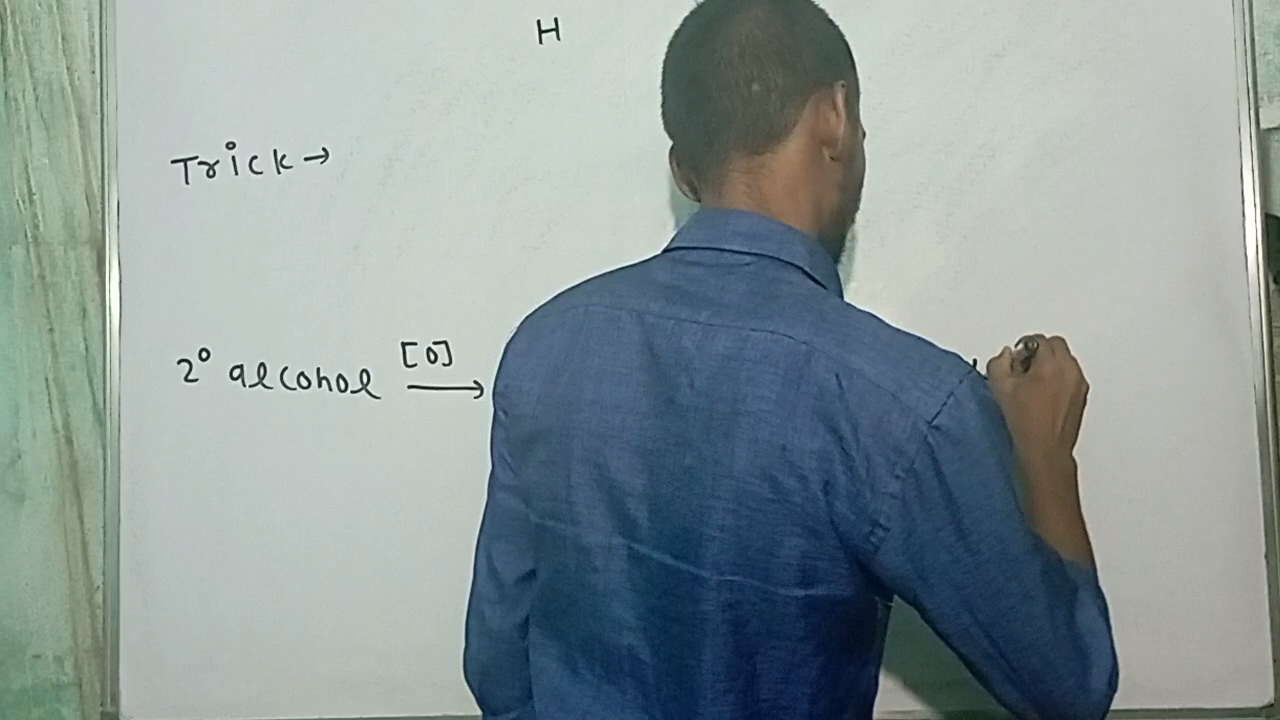 H
Trick →
2° alcohol [O] →